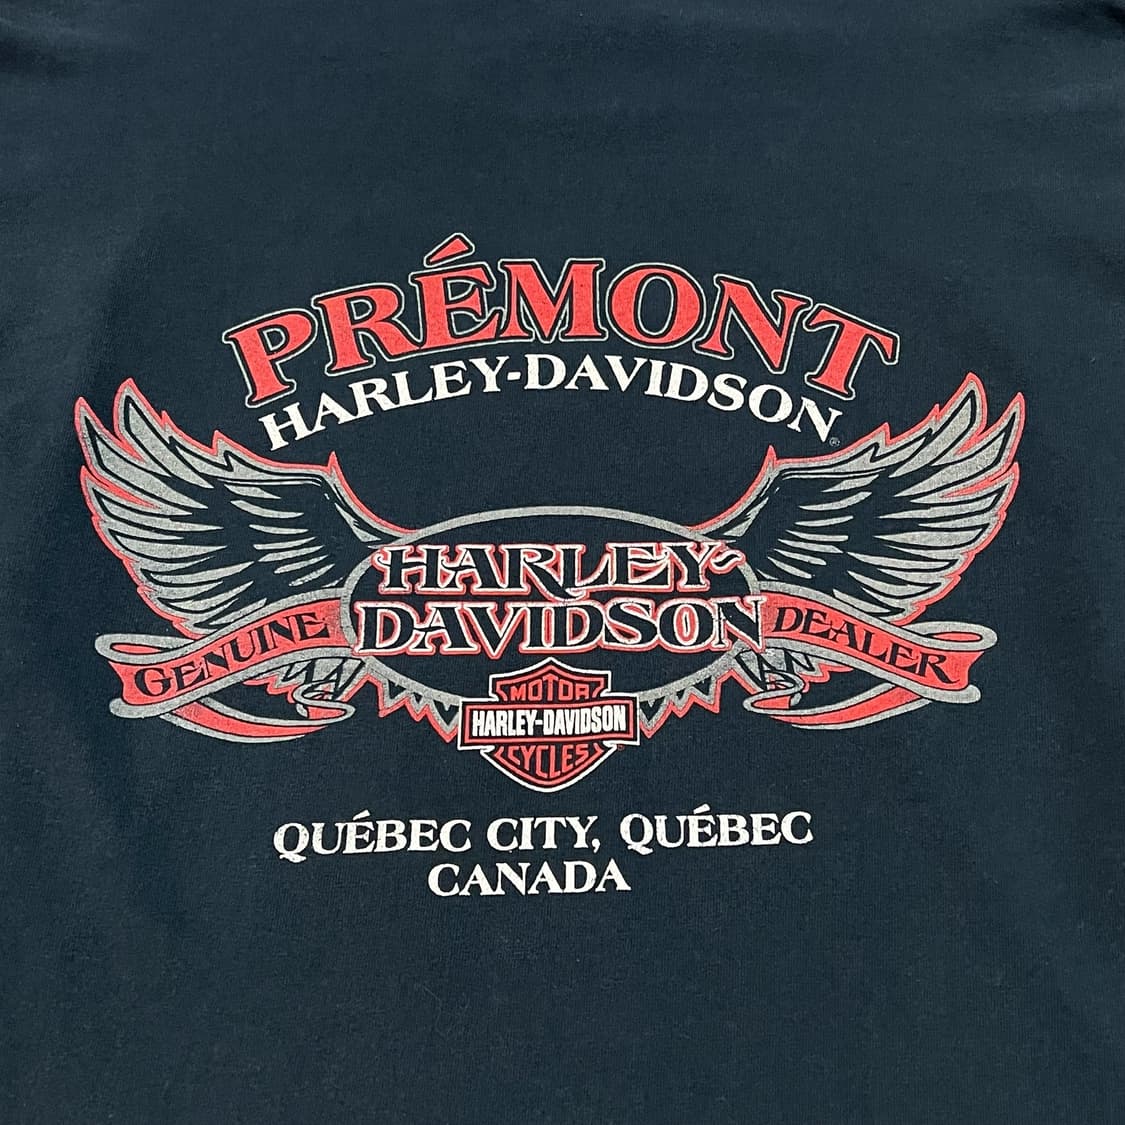 PRÉMONT
HARLEY-DAVIDSON®
HARLEY-
DAVIDSON
GENUINE
DEALER
MOTOR
HARLEY-DAVIDSON
CYCLES
QUÉBEC CITY, QUÉBEC
CANADA